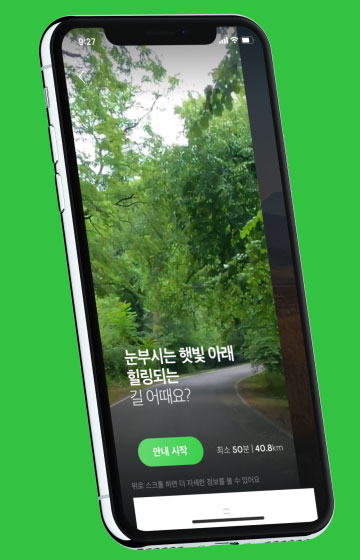 9:27
눈부시는 햇빛 아래
힐링되는
길 어때요?
안내 시작
최소 50분 | 40.8km
위로 스크롤 하면 더 자세한 정보를 볼 수 있어요